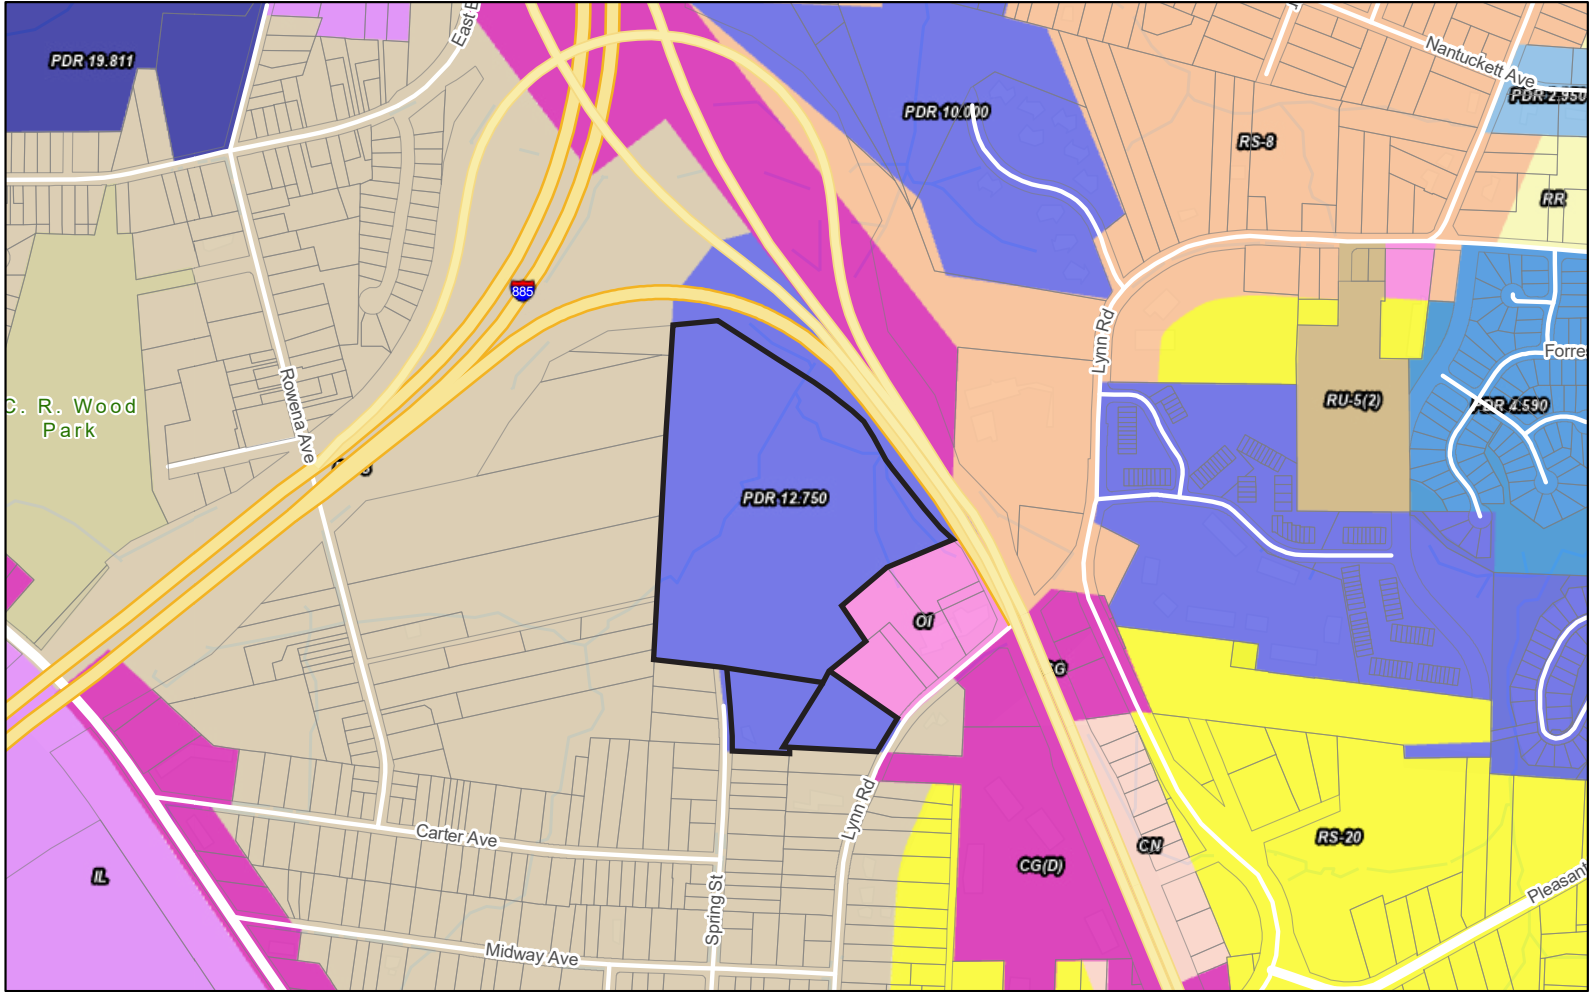 East
PDR 19.811
Nantuckett Ave
PDR 2.950
PDR 10.000
RS-8
RR
885
Lynn Rd
Forre
Rowena Ave
C. R. Wood
Park
RU-5(2)
PDR 4.590
PDR 12.750
OI
CG
Lynn Rd
Carter Ave
CN
RS-20
CG(D)
IL
Pleasant
Spring St
Midway Ave